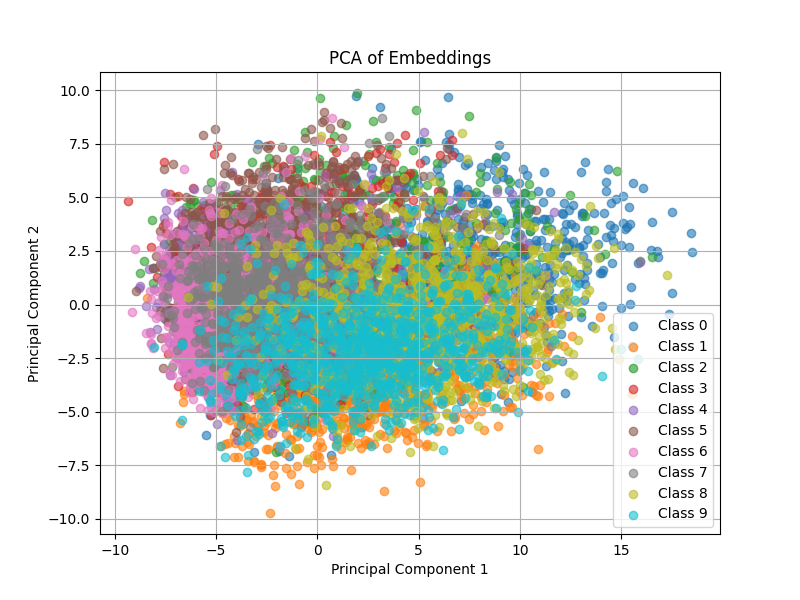 PCA of Embeddings
10.0
7.5
5.0
2.5
0.0
−2.5
−5.0
−7.5
−10.0
Principal Component 2
Class 0
Class 1
Class 2
Class 3
Class 4
Class 5
Class 6
Class 7
Class 8
Class 9
−10
−5
0
5
10
15
Principal Component 1